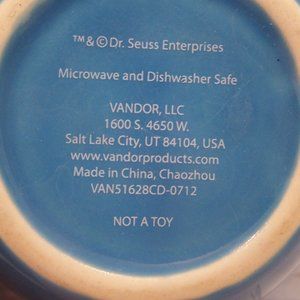 ™ & © Dr. Seuss Enterprises
Microwave and Dishwasher Safe
VANDOR, LLC
1600 S. 4650 W.
Salt Lake City, UT 84104, USA
www.vandorproducts.com
Made in China, Chaozhou
VAN51628CD-0712
NOT A TOY